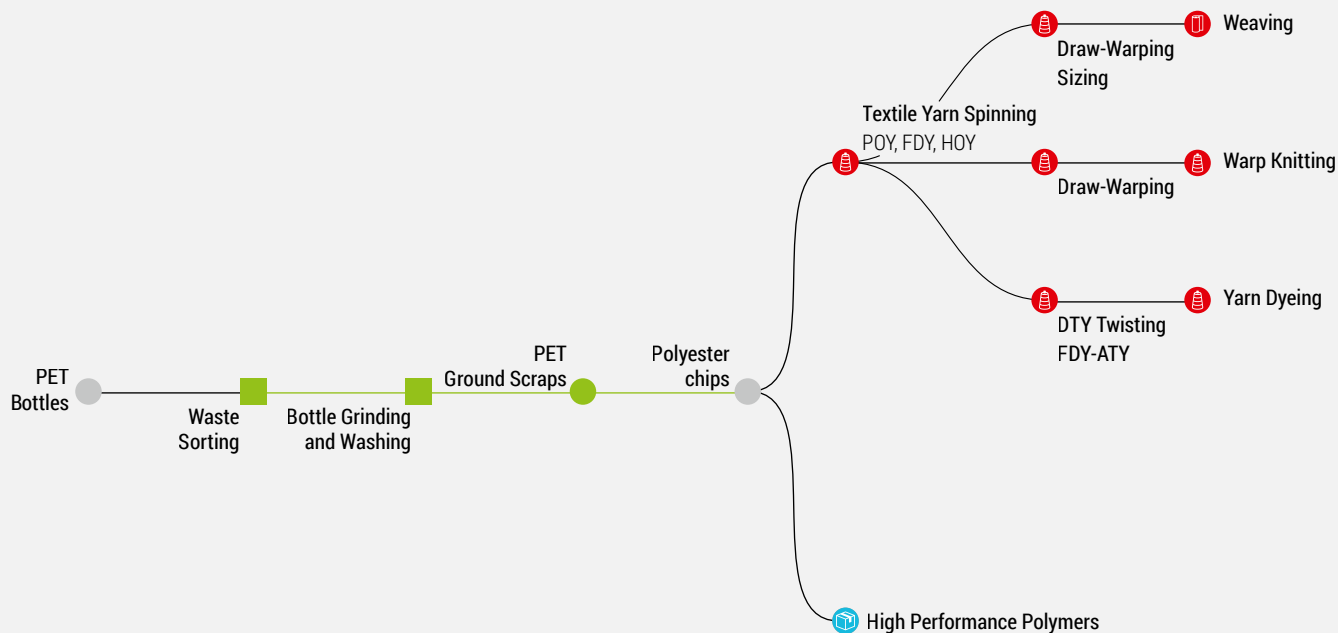 Weaving
Draw-Warping
Sizing
Textile Yarn Spinning
POY, FDY, HOY
Warp Knitting
Draw-Warping
Yarn Dyeing
DTY Twisting
FDY-ATY
PET
Bottles
Waste
Sorting
Bottle Grinding
and Washing
PET
Ground Scraps
Polyester
chips
High Performance Polymers